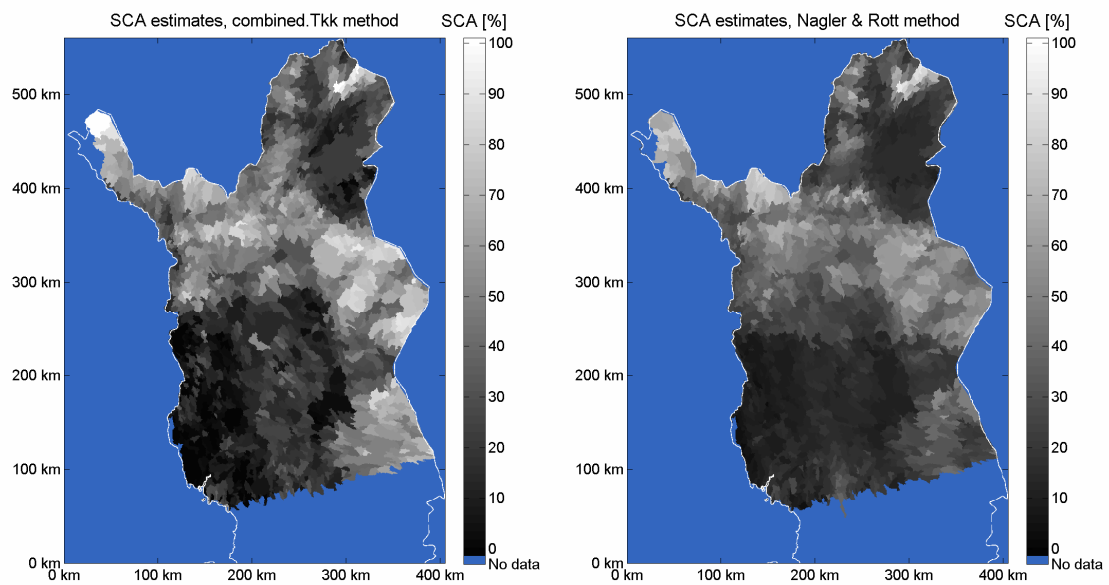 SCA estimates, combined.Tkk method
SCA [%]
100
90
80
70
60
50
40
30
20
10
0
No data
500 km
400 km
300 km
200 km
100 km
0 km
0 km
100 km
200 km
300 km
400 km
SCA estimates, Nagler & Rott method
SCA [%]
100
90
80
70
60
50
40
30
20
10
0
No data
500 km
400 km
300 km
200 km
100 km
0 km
0 km
100 km
200 km
300 km
400 km